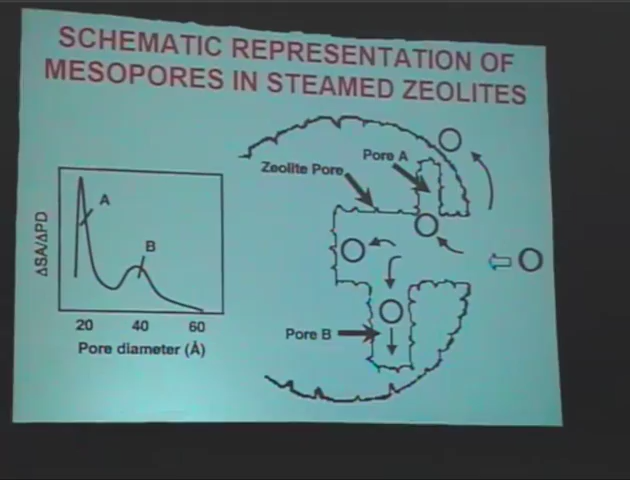 SCHEMATIC REPRESENTATION OF
MESOPORES IN STEAMED ZEOLITES
Pore A
Zeolite Pore
A
B
ΔSA/ΔPD
20 40 60
Pore diameter (Å)
Pore B